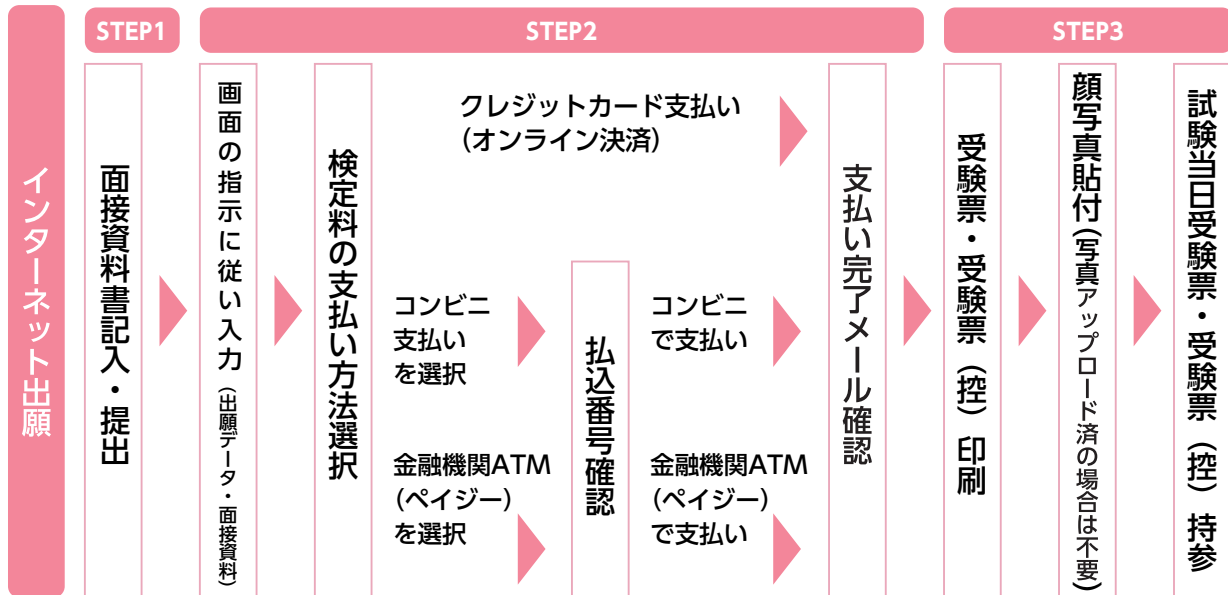 インターネット出願
STEP1
面接資料書記入・提出
STEP2
画面の指示に従い入力（出願データ・面接資料）
検定料の支払い方法選択
クレジットカード支払い
（オンライン決済）
コンビニ
支払い
を選択
金融機関ATM
（ペイジー）
を選択
払込番号確認
コンビニ
で支払い
金融機関ATM
（ペイジー）
で支払い
支払い完了メール確認
STEP3
受験票・受験票（控）印刷
顔写真貼付（写真アップロード済の場合は不要）
試験当日受験票・受験票（控）持参